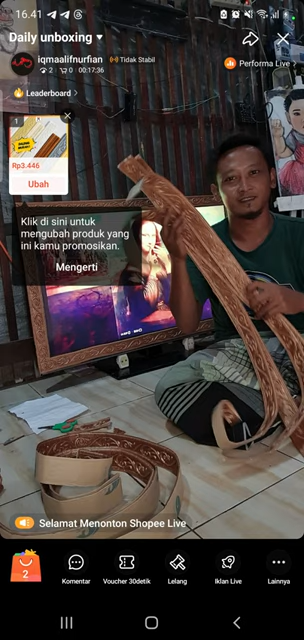 16.41
Daily unboxing
iqmaalifnurfian
Tidak Stabil
2 0 00:17:36
Performa Live
Leaderboard
1
Rp3.446
Ubah
Klik di sini untuk
mengubah produk yang
ini kamu promosikan.
Mengerti
Selamat Menonton Shopee Live
2
Komentar
Voucher 30detik
Lelang
Iklan Live
Lainnya